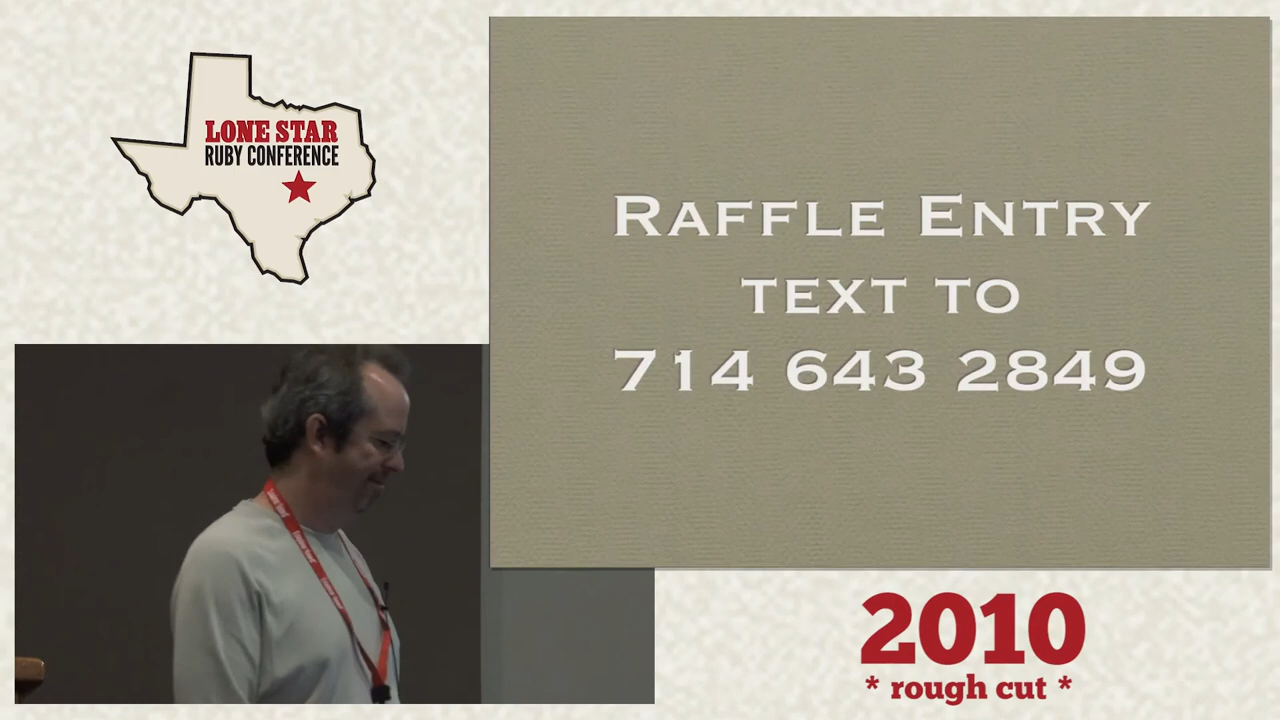 LONE STAR
RUBY CONFERENCE
RAFFLE ENTRY
TEXT TO
714 643 2849
2010
* rough cut *